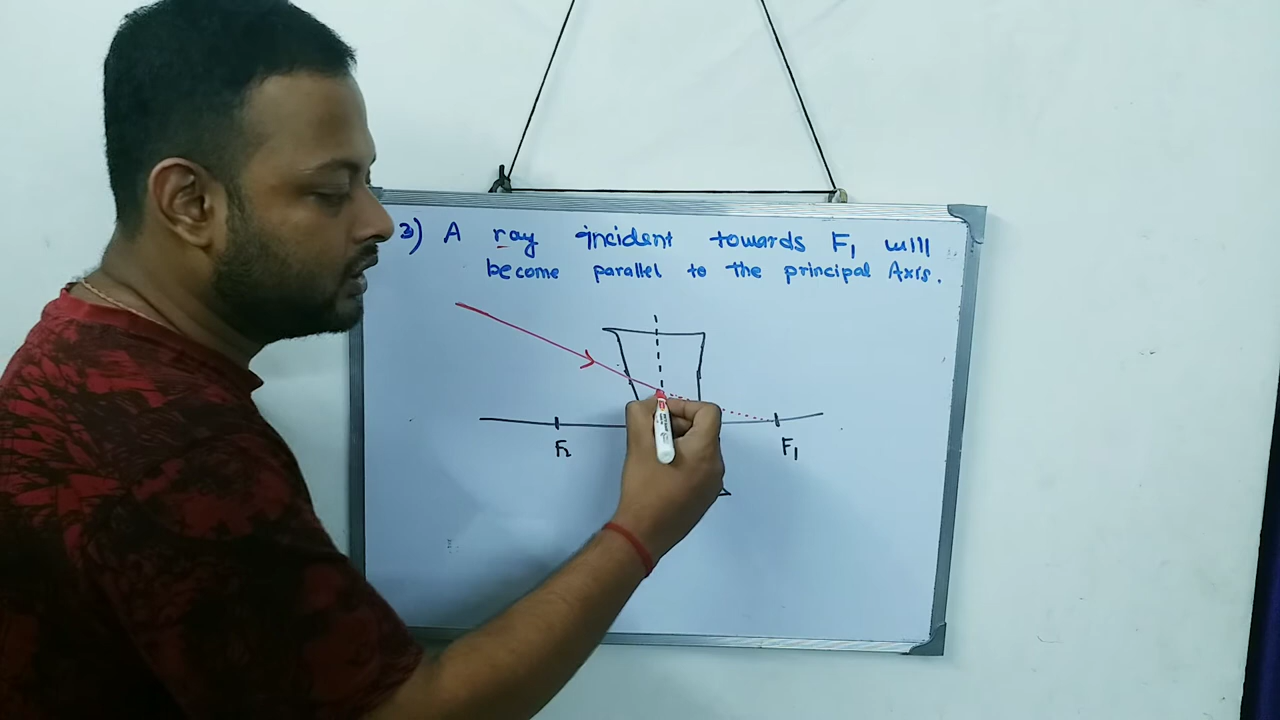 3) A ray incident towards F₁ will
become parallel to the principal Axis.
F₂ F₁